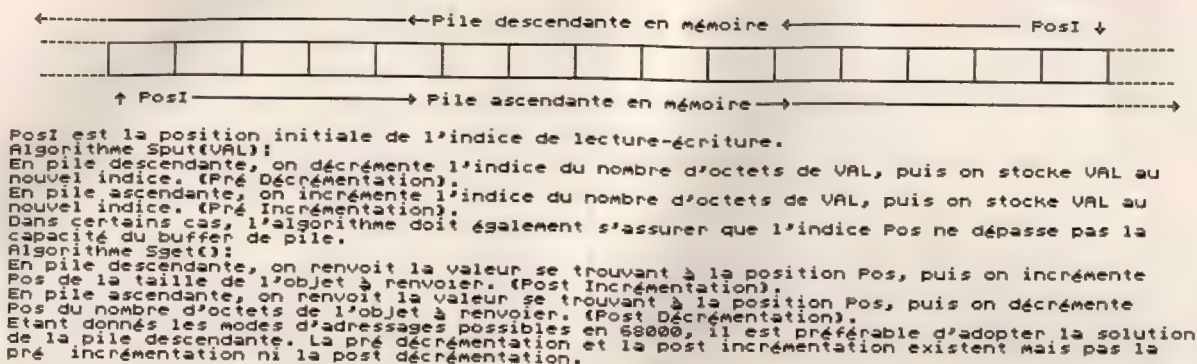 ←Pile descendante en mémoire ← PosI ↓
↑ PosI → Pile ascendante en mémoire →
PosI est la position initiale de l'indice de lecture-écriture.
Algorithme Sput(VAL):
En pile descendante, on décrémente l'indice du nombre d'octets de VAL, puis on stocke VAL au
nouvel indice. (Pré Décrémentation).
En pile ascendante, on incrémente l'indice du nombre d'octets de VAL, puis on stocke VAL au
nouvel indice. (Pré Incrémentation).
Dans certains cas, l'algorithme doit également s'assurer que l'indice Pos ne dépasse pas la
capacité du buffer de pile.
Algorithme Sget():
En pile descendante, on renvoit la valeur se trouvant à la position Pos, puis on incrémente
Pos de la taille de l'objet à renvoier. (Post Incrémentation).
En pile ascendante, on renvoit la valeur se trouvant à la position Pos, puis on décrémente
Pos du nombre d'octets de l'objet à renvoier. (Post Décrémentation).
Etant donnés les modes d'adressages possibles en 68000, il est préférable d'adopter la solution
de la pile descendante. La pré décrémentation et la post incrémentation existent mais pas la
pré incrémentation ni la post décrémentation.